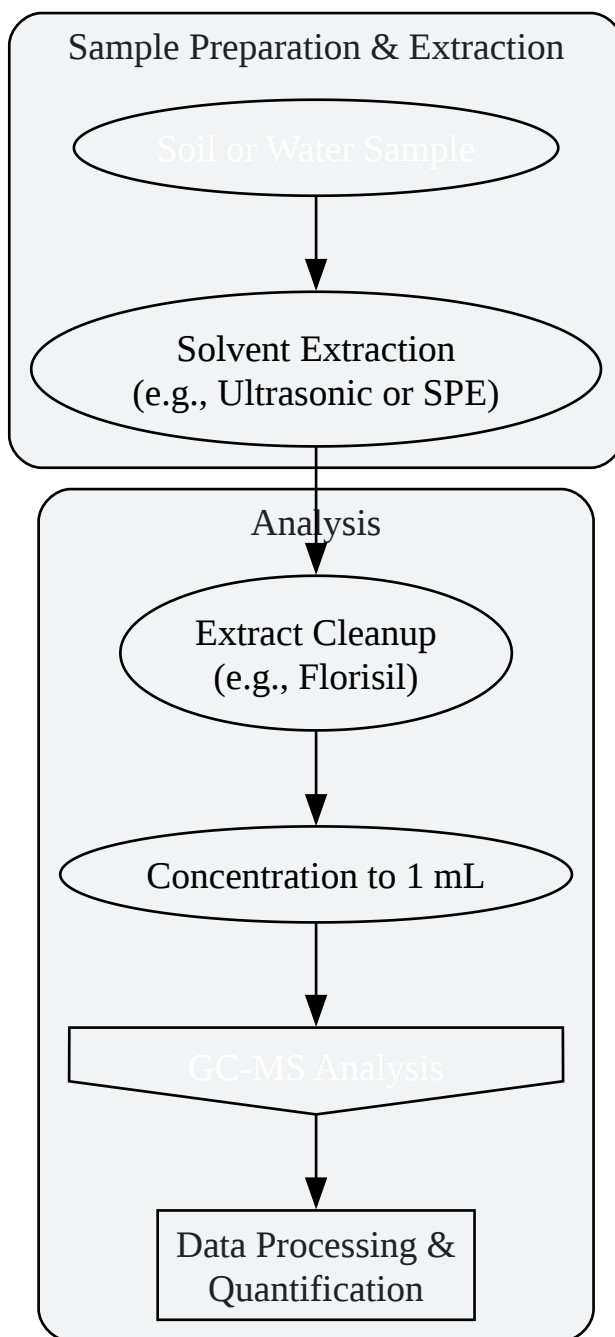 Sample Preparation & Extraction
Soil or Water Sample
Solvent Extraction
(e.g., Ultrasonic or SPE)
Analysis
Extract Cleanup
(e.g., Florisil)
Concentration to 1 mL
GC-MS Analysis
Data Processing &
Quantification